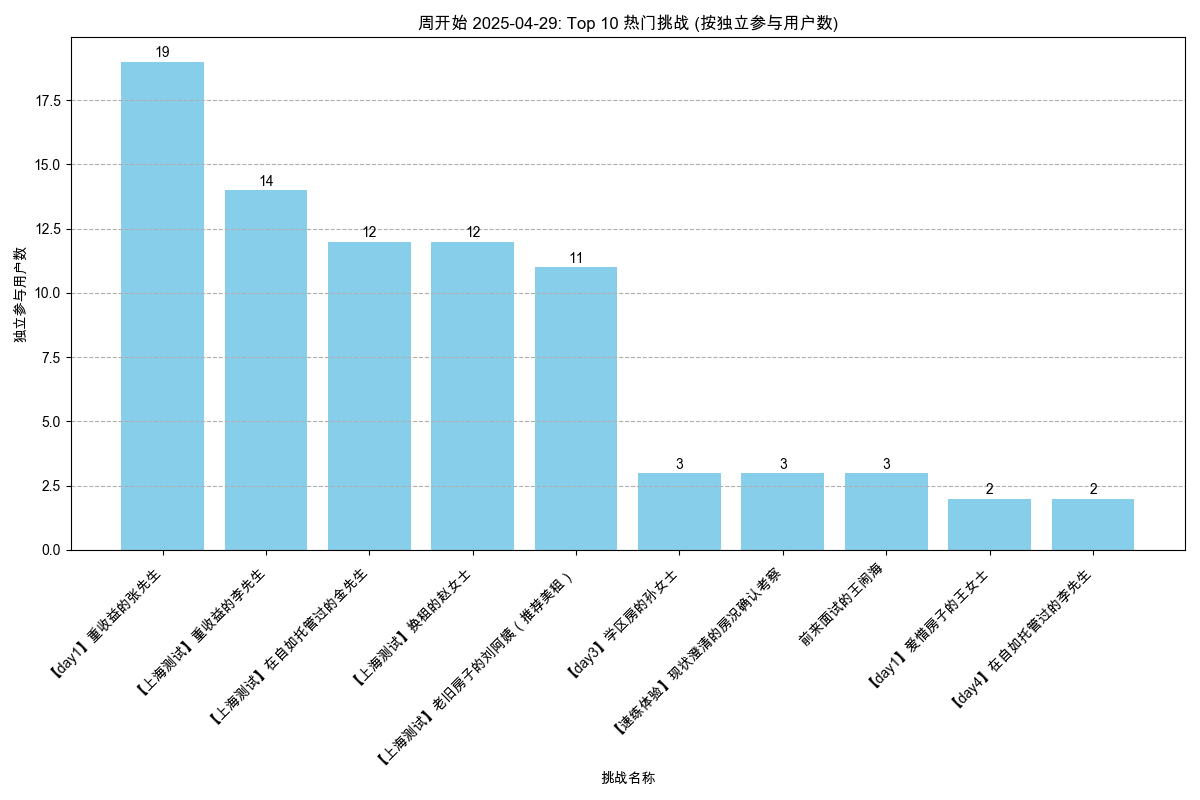 周开始 2025-04-29: Top 10 热门挑战 (按独立参与用户数)
19
14
12
12
11
3
3
3
2
2
17.5
15.0
12.5
10.0
7.5
5.0
2.5
0.0
独立参与用户数
【day1】重收益的张先生
【上海测试】重收益的李先生
【上海测试】在自如托管过的金先生
【上海测试】换租的赵女士
【上海测试】老旧房子的刘阿姨（推荐美租）
【day3】学区房的孙女士
【速练体验】现状澄清的房况确认考察
前来面试的王闹海
【day1】爱惜房子的王女士
【day4】在自如托管过的李先生
挑战名称